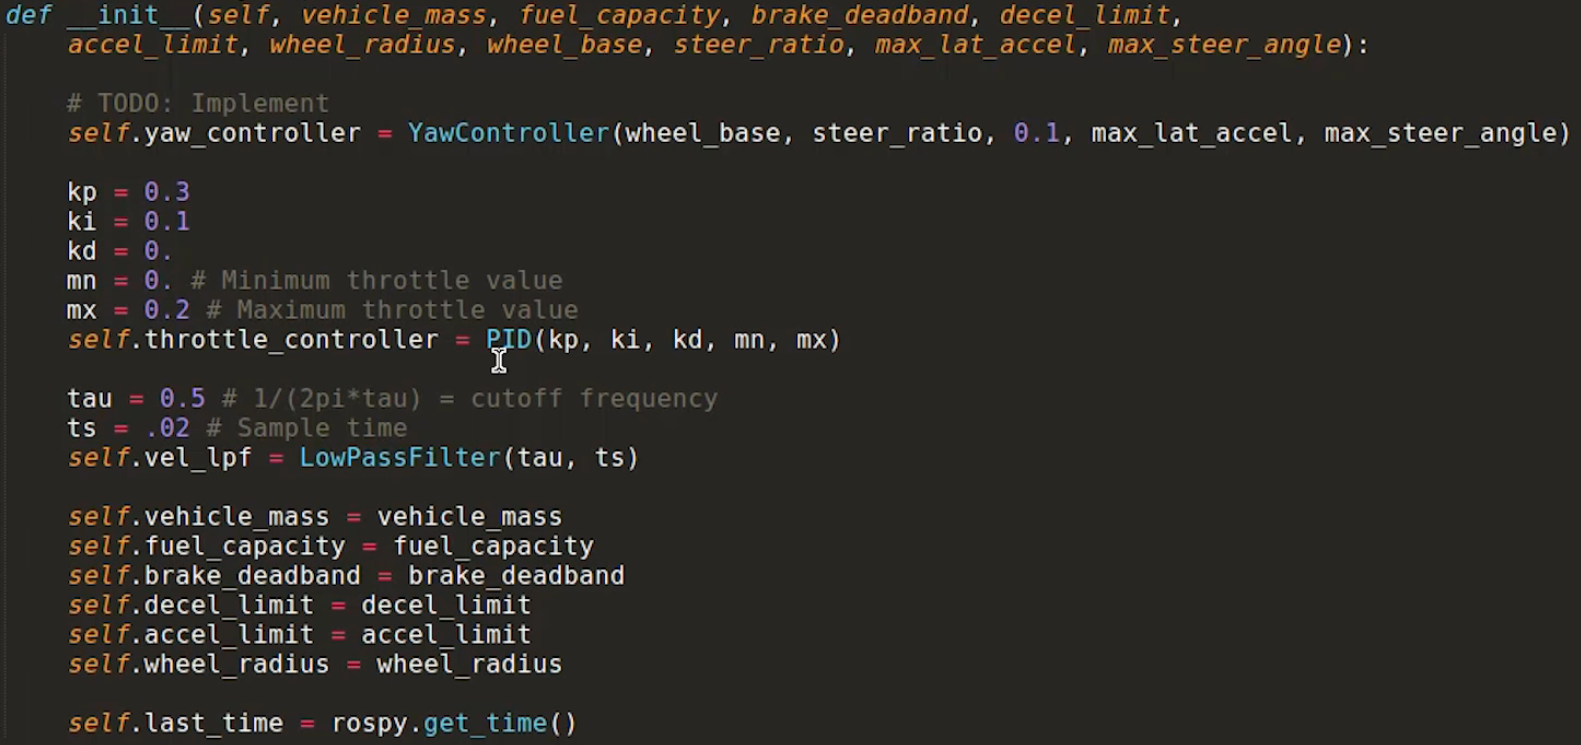 def __init__(self, vehicle_mass, fuel_capacity, brake_deadband, decel_limit,
accel_limit, wheel_radius, wheel_base, steer_ratio, max_lat_accel, max_steer_angle):
# TODO: Implement
self.yaw_controller = YawController(wheel_base, steer_ratio, 0.1, max_lat_accel, max_steer_angle)
kp = 0.3
ki = 0.1
kd = 0.
mn = 0. # Minimum throttle value
mx = 0.2 # Maximum throttle value
self.throttle_controller = PID(kp, ki, kd, mn, mx)
tau = 0.5 # 1/(2pi*tau) = cutoff frequency
ts = .02 # Sample time
self.vel_lpf = LowPassFilter(tau, ts)
self.vehicle_mass = vehicle_mass
self.fuel_capacity = fuel_capacity
self.brake_deadband = brake_deadband
self.decel_limit = decel_limit
self.accel_limit = accel_limit
self.wheel_radius = wheel_radius
self.last_time = rospy.get_time()